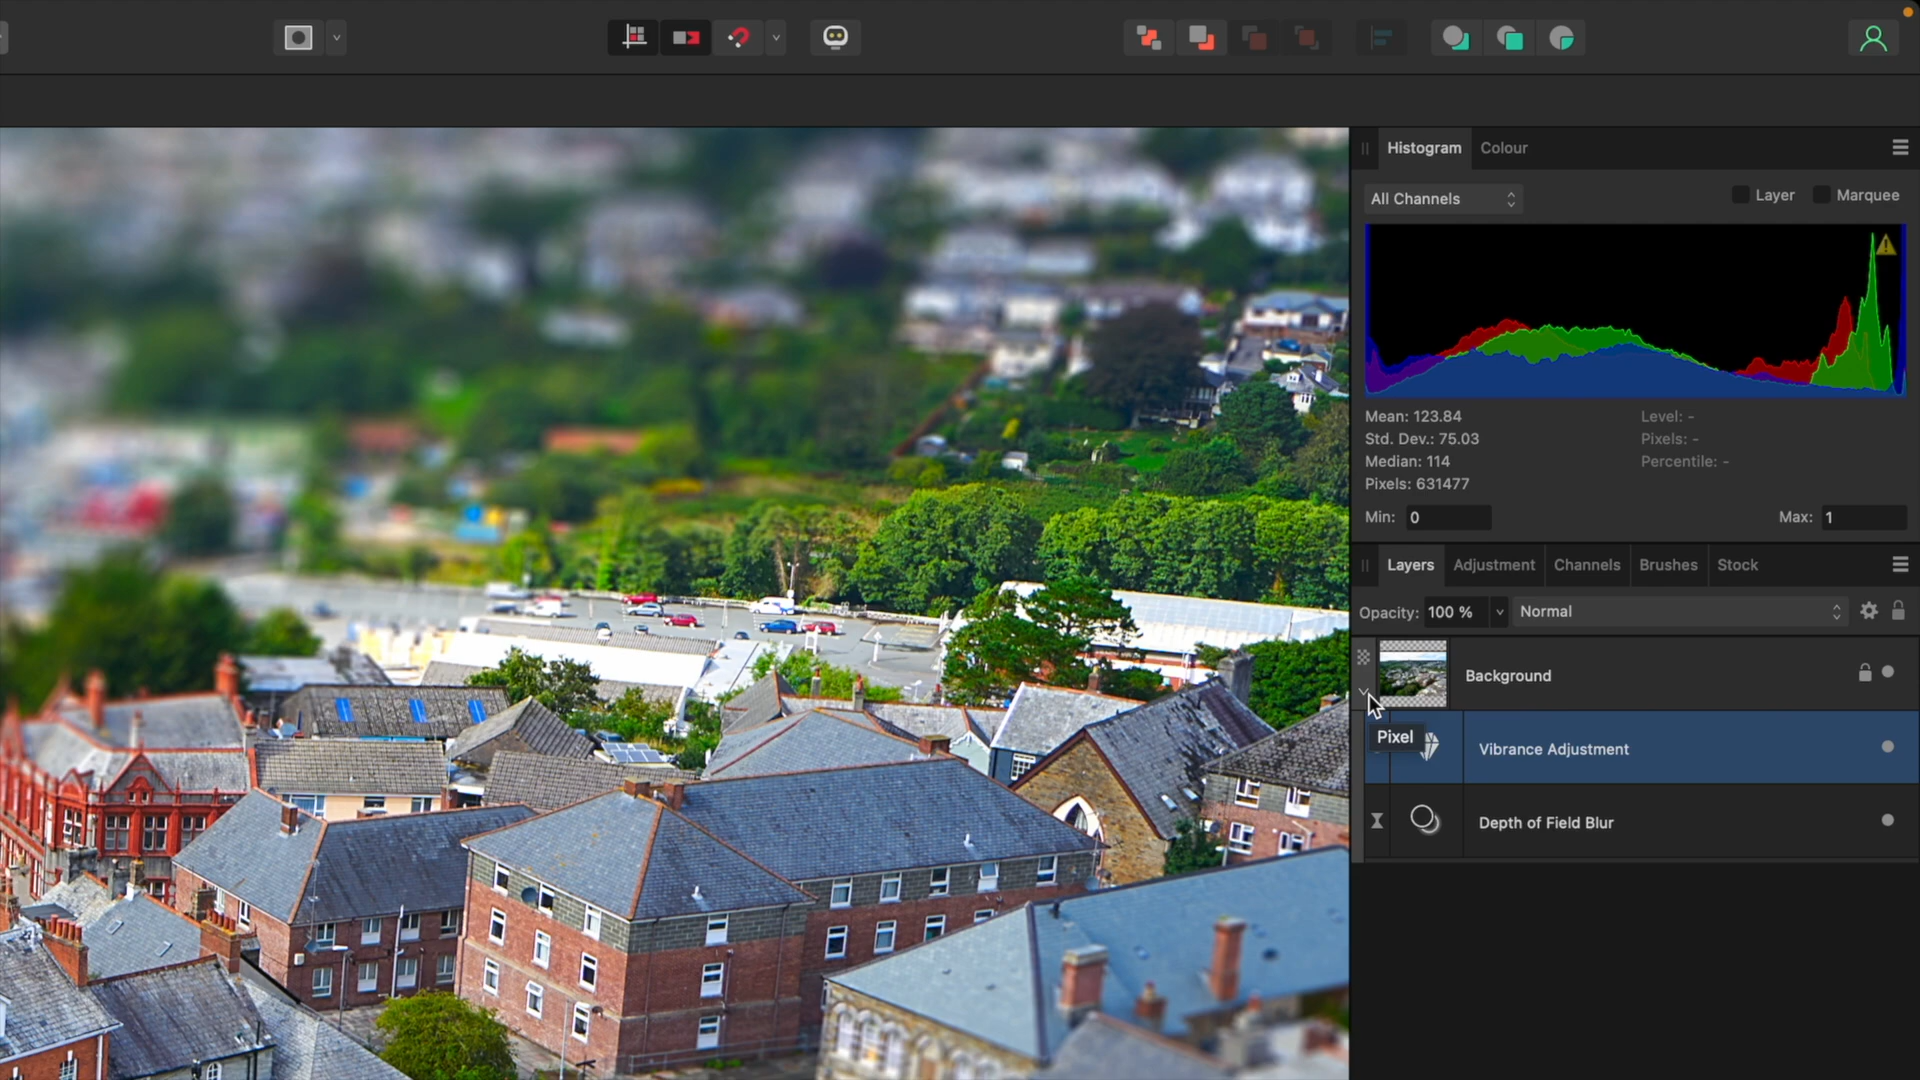 Histogram
Colour
All Channels
Layer
Marquee
Mean: 123.84
Level: -
Std. Dev.: 75.03
Pixels: -
Median: 114
Percentile: -
Pixels: 631477
Min: 0
Max: 1
Layers
Adjustment
Channels
Brushes
Stock
Opacity: 100 %
Normal
Background
Pixel
Vibrance Adjustment
Depth of Field Blur